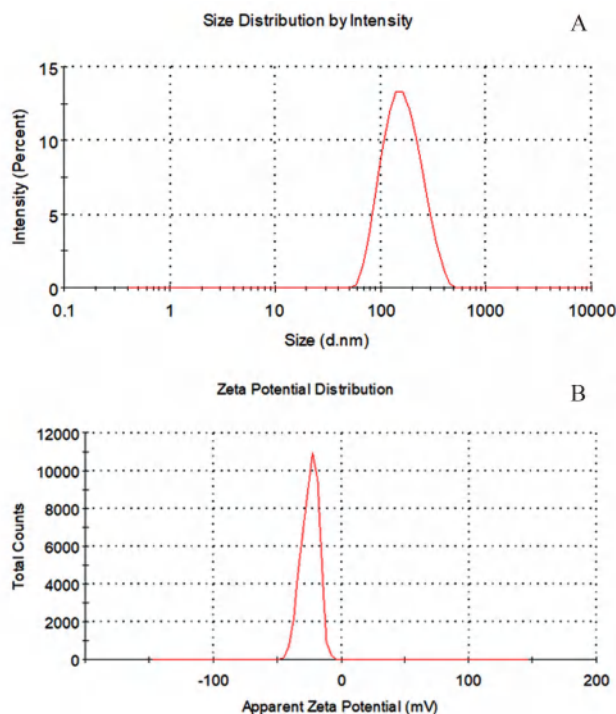 Size Distribution by Intensity A
15
10
5
0
Intensity (Percent)
0.1 1 10 100 1000 10000
Size (d.nm)
Zeta Potential Distribution B
12000
10000
8000
6000
4000
2000
0
Total Counts
-100 0 100 200
Apparent Zeta Potential (mV)